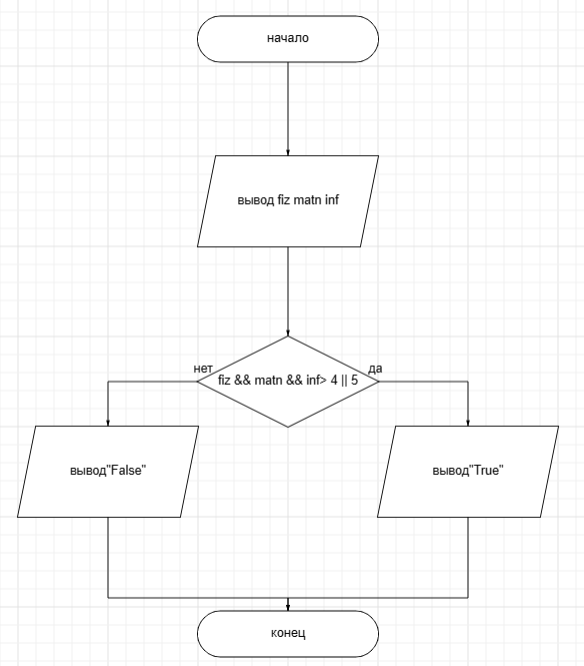 начало
вывод fiz matn inf
нет
да
fiz && matn && inf> 4 || 5
вывод"False"
вывод"True"
конец